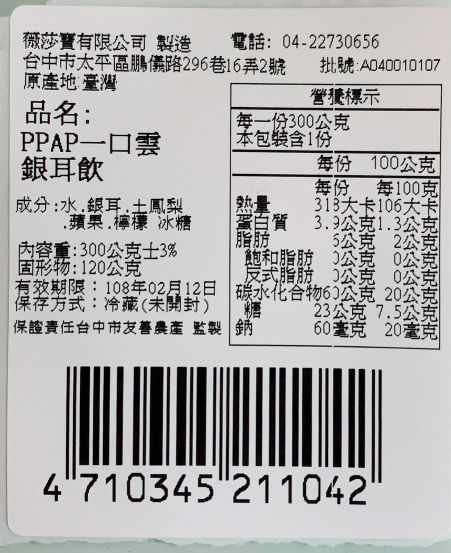 薇莎寶有限公司 製造 電話: 04-22730656
台中市太平區鵬儀路296巷16弄2號 批號:A040010107
原產地:臺灣
品名:
PPAP一口雲
銀耳飲
成分:水.銀耳.土鳳梨
.蘋果.檸檬 冰糖
內容重:300公克±3%
固形物:120公克
有效期限:108年02月12日
保存方式:冷藏(未開封)
保證責任台中市友善農產 監製
營養標示
每一份300公克
本包裝含1份
每份 100公克
每份 每100克
熱量 318大卡106大卡
蛋白質 3.9公克1.3公克
脂肪 6公克 2公克
飽和脂肪 0公克 0公克
反式脂肪 0公克 0公克
碳水化合物60公克 20公克
糖 23公克 7.5公克
鈉 60毫克 20毫克
4 710345 211042